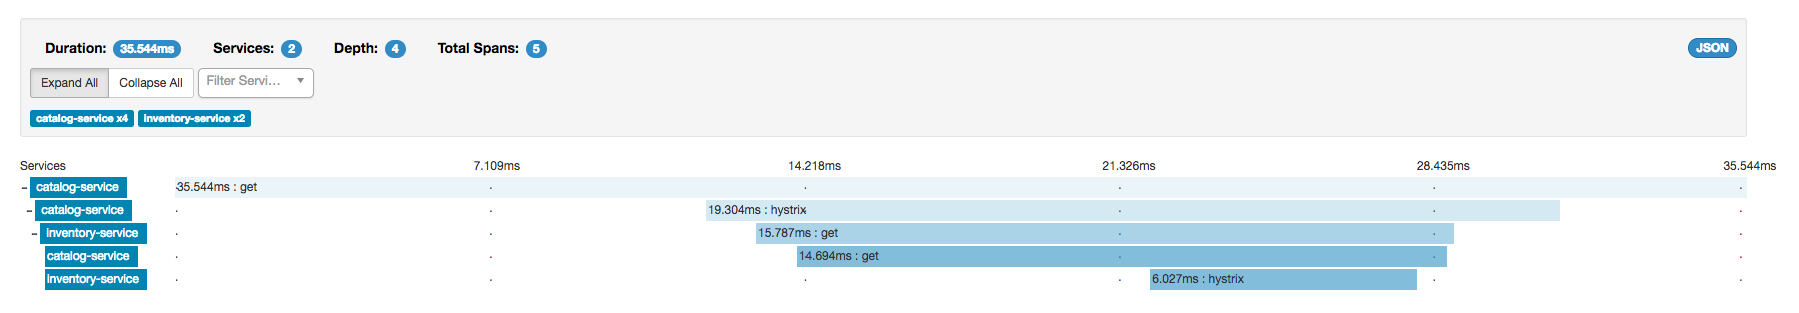 Duration: 35.544ms Services: 2 Depth: 4 Total Spans: 5 JSON
Expand All Collapse All Filter Servi...
catalog-service x4 inventory-service x2
Services 7.109ms 14.218ms 21.326ms 28.435ms 35.544ms
- catalog-service 35.544ms : get
- catalog-service 19.304ms : hystrix
- inventory-service 15.787ms : get
catalog-service 14.694ms : get
inventory-service 6.027ms : hystrix